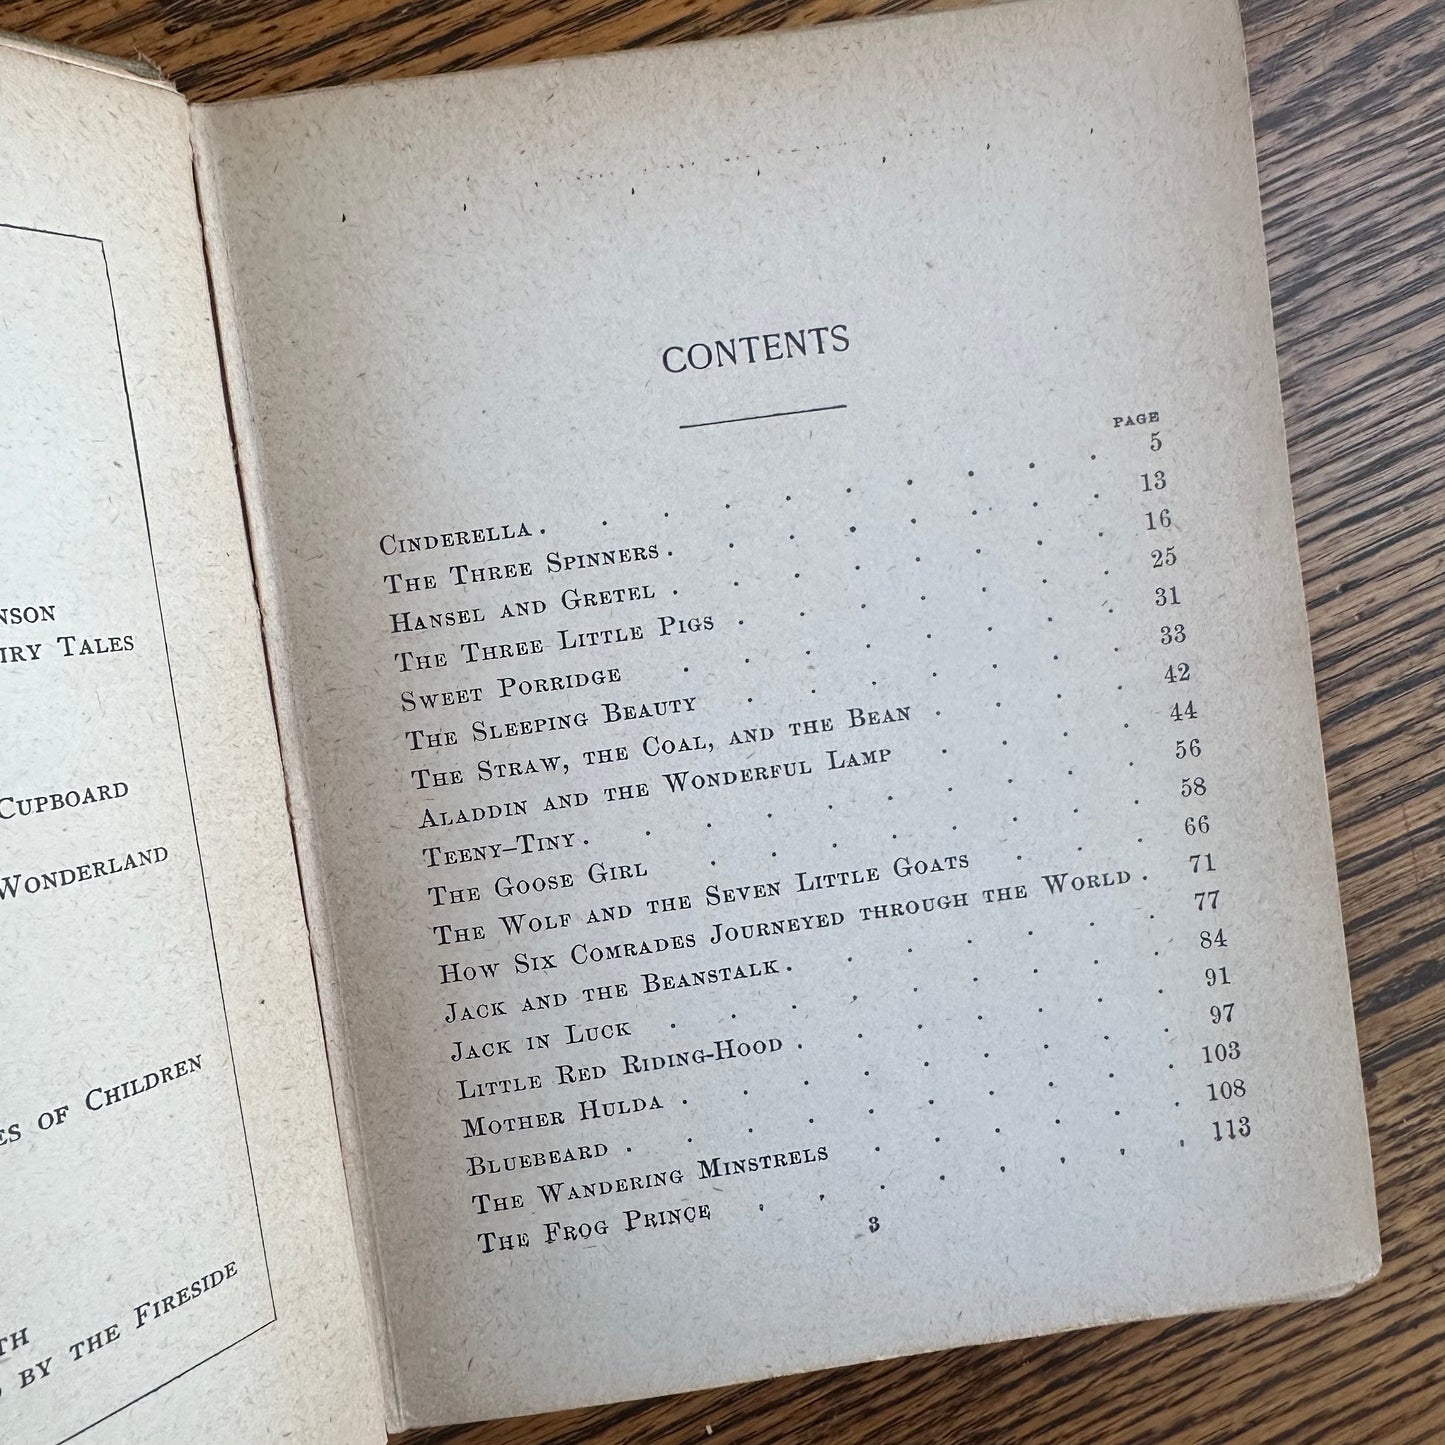 NSON
IRY TALES
CUPBOARD
WONDERLAND
ES OF CHILDREN
TH
BY THE FIRESIDE
CONTENTS
PAGE
CINDERELLA . . . . . . . . . . 5
THE THREE SPINNERS . . . . . . . . 13
HANSEL AND GRETEL . . . . . . . . 16
THE THREE LITTLE PIGS . . . . . . . 25
SWEET PORRIDGE . . . . . . . . 31
THE SLEEPING BEAUTY . . . . . . . 33
THE STRAW, THE COAL, AND THE BEAN . . . . 42
ALADDIN AND THE WONDERFUL LAMP . . . . 44
TEENY-TINY . . . . . . . . . 56
THE GOOSE GIRL . . . . . . . . 58
THE WOLF AND THE SEVEN LITTLE GOATS . . . 66
HOW SIX COMRADES JOURNEYED THROUGH THE WORLD . 71
JACK AND THE BEANSTALK . . . . . . 77
JACK IN LUCK . . . . . . . . 84
LITTLE RED RIDING-HOOD . . . . . . 91
MOTHER HULDA . . . . . . . . 97
BLUEBEARD . . . . . . . . . 103
THE WANDERING MINSTRELS . . . . . 108
THE FROG PRINCE . . . . . . . . 113
3